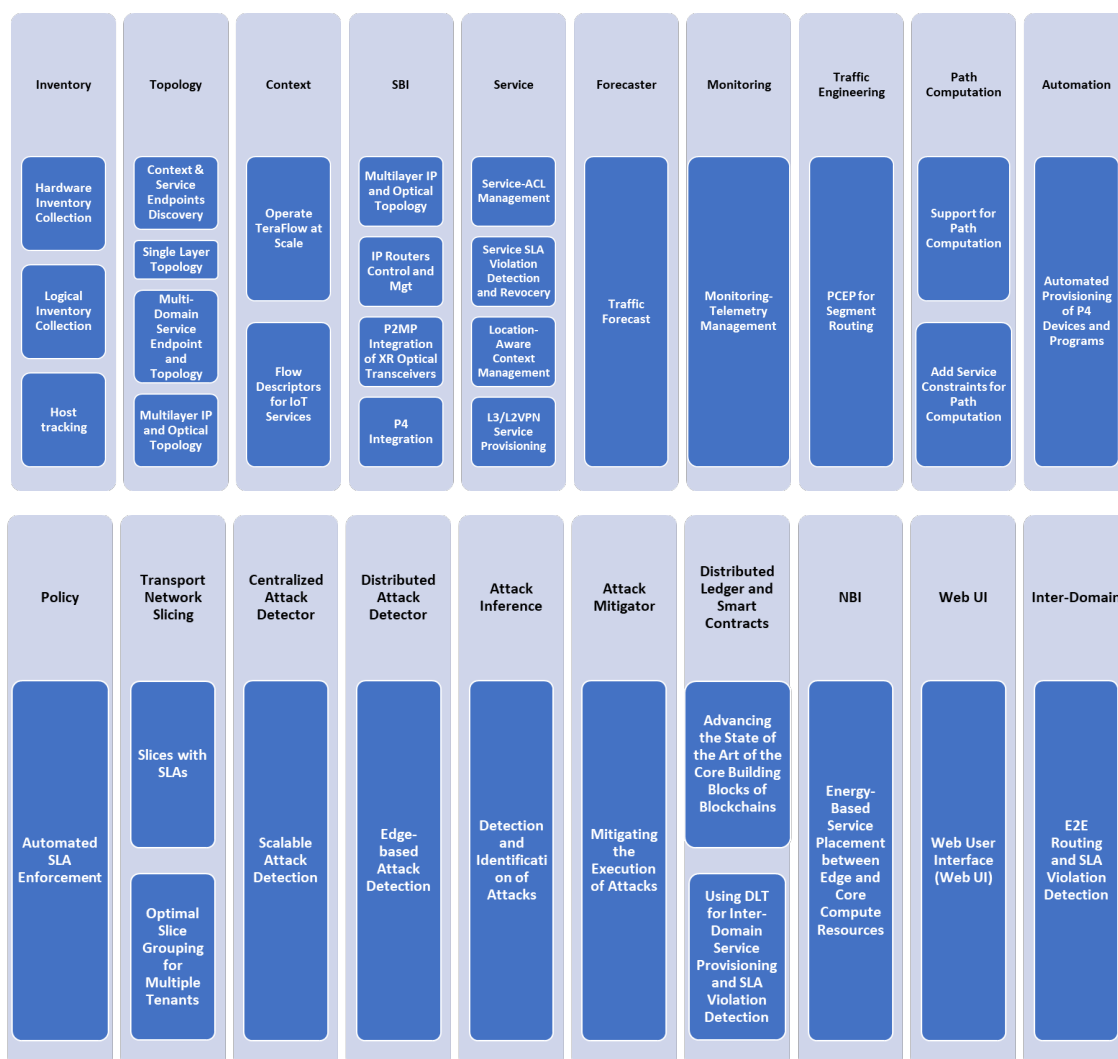 Inventory
Hardware
Inventory
Collection
Logical
Inventory
Collection
Host
tracking
Topology
Context &
Service
Endpoints
Discovery
Single Layer
Topology
Multi-
Domain
Service
Endpoint
and
Topology
Multilayer IP
and Optical
Topology
Context
Operate
TeraFlow at
Scale
Flow
Descriptors
for IoT
Services
SBI
Multilayer IP
and Optical
Topology
IP Routers
Control and
Mgt
P2MP
Integration
of XR Optical
Transceivers
P4
Integration
Service
Service-ACL
Management
Service SLA
Violation
Detection
and Revocery
Location-
Aware
Context
Management
L3/L2VPN
Service
Provisioning
Forecaster
Traffic
Forecast
Monitoring
Monitoring-
Telemetry
Management
Traffic
Engineering
PCEP for
Segment
Routing
Path
Computation
Support for
Path
Computation
Add Service
Constraints for
Path
Computation
Automation
Automated
Provisioning
of P4
Devices and
Programs
Policy
Automated
SLA
Enforcement
Transport
Network
Slicing
Slices with
SLAs
Optimal
Slice
Grouping
for
Multiple
Tenants
Centralized
Attack
Detector
Scalable
Attack
Detection
Distributed
Attack
Detector
Edge-
based
Attack
Detection
Attack
Inference
Detection
and
Identificati
on of
Attacks
Attack
Mitigator
Mitigating
the
Execution
of Attacks
Distributed
Ledger and
Smart
Contracts
Advancing
the State of
the Art of the
Core Building
Blocks of
Blockchains
Using DLT
for Inter-
Domain
Service
Provisioning
and SLA
Violation
Detection
NBI
Energy-
Based
Service
Placement
between
Edge and
Core
Compute
Resources
Web UI
Web User
Interface
(Web UI)
Inter-Domain
E2E
Routing
and SLA
Violation
Detection